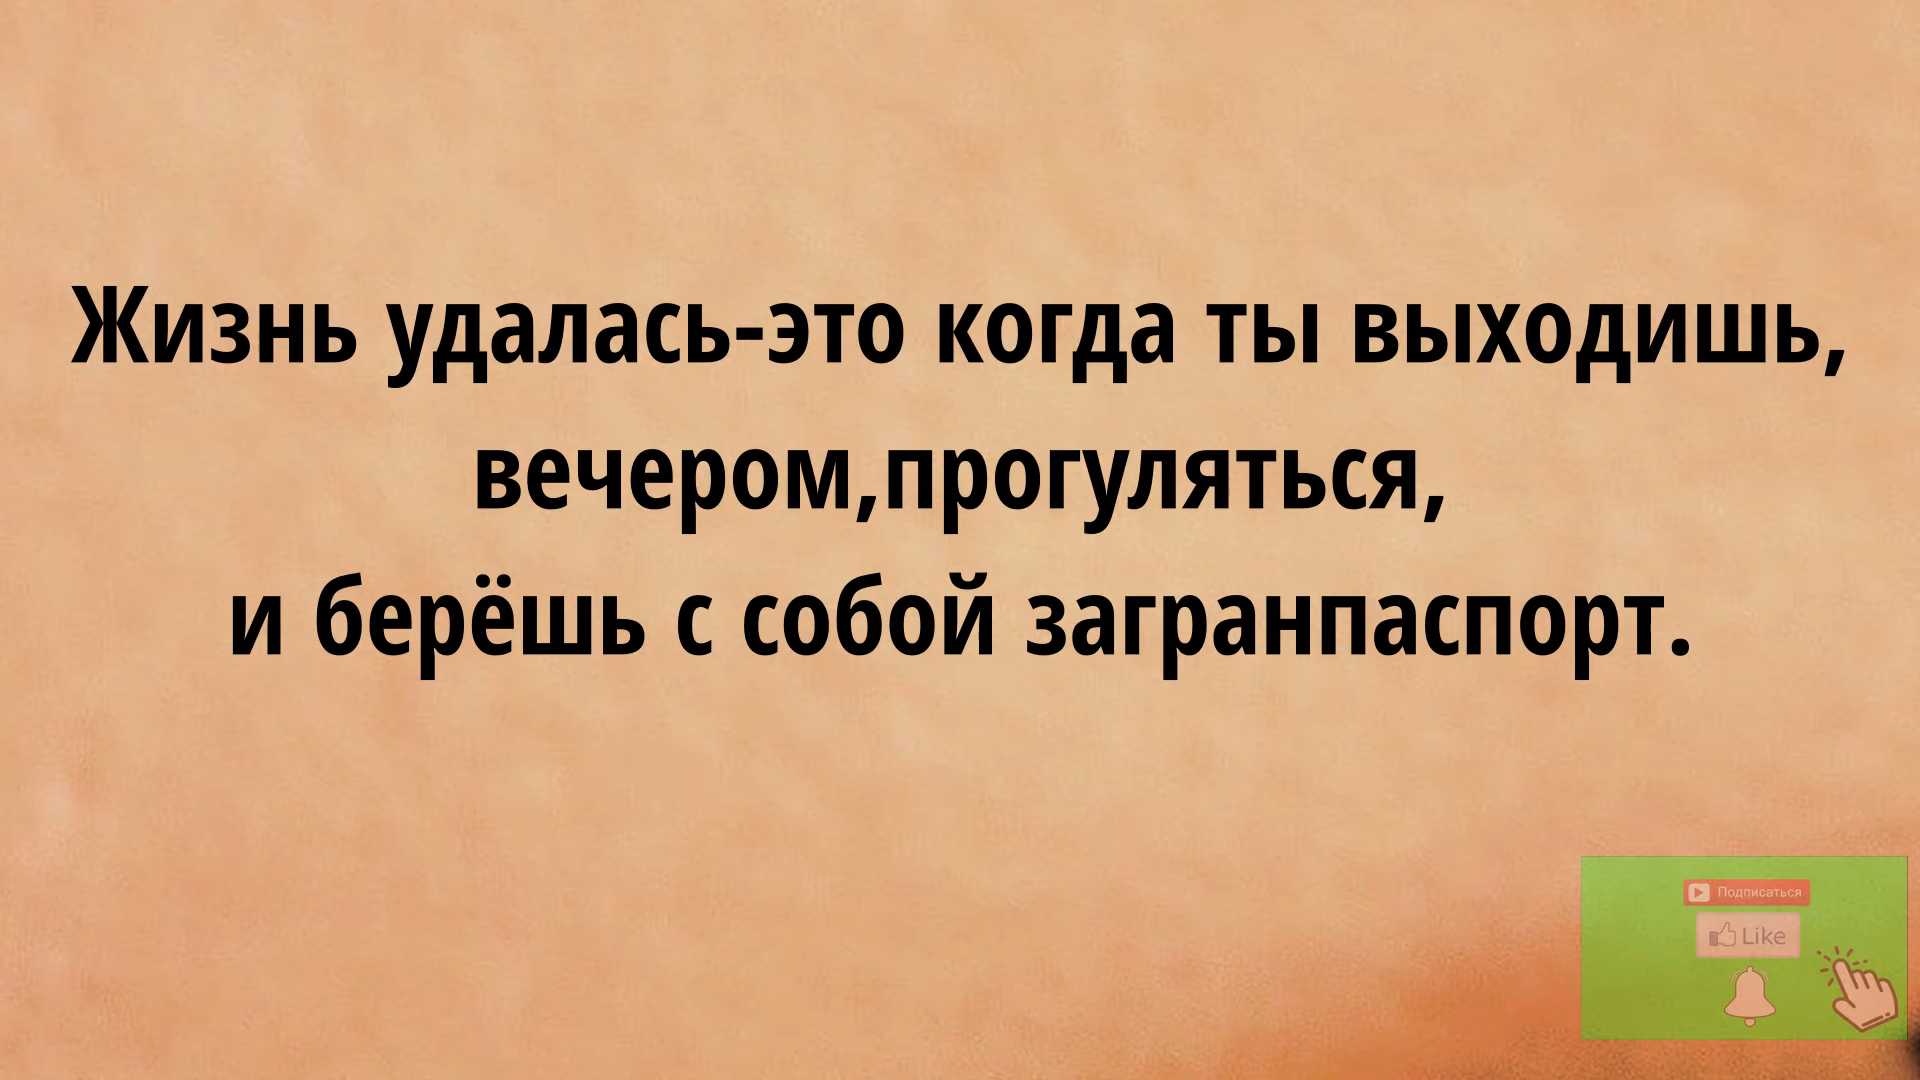 Жизнь удалась-это когда ты выходишь,
вечером,прогуляться,
и берёшь с собой загранпаспорт.
Подписаться
Like